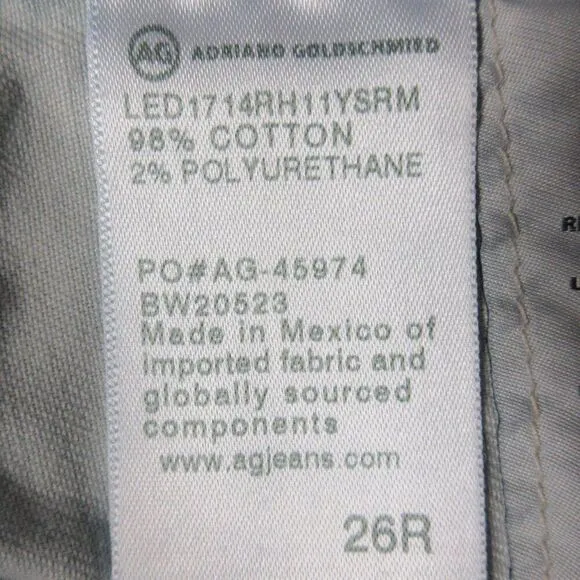 AG ADRIANO GOLDSCHMIED
LED1714RH11YSRM
98% COTTON
2% POLYURETHANE
PO#AG-45974
BW20523
Made in Mexico of
imported fabric and
globally sourced
components
www.agjeans.com
26R